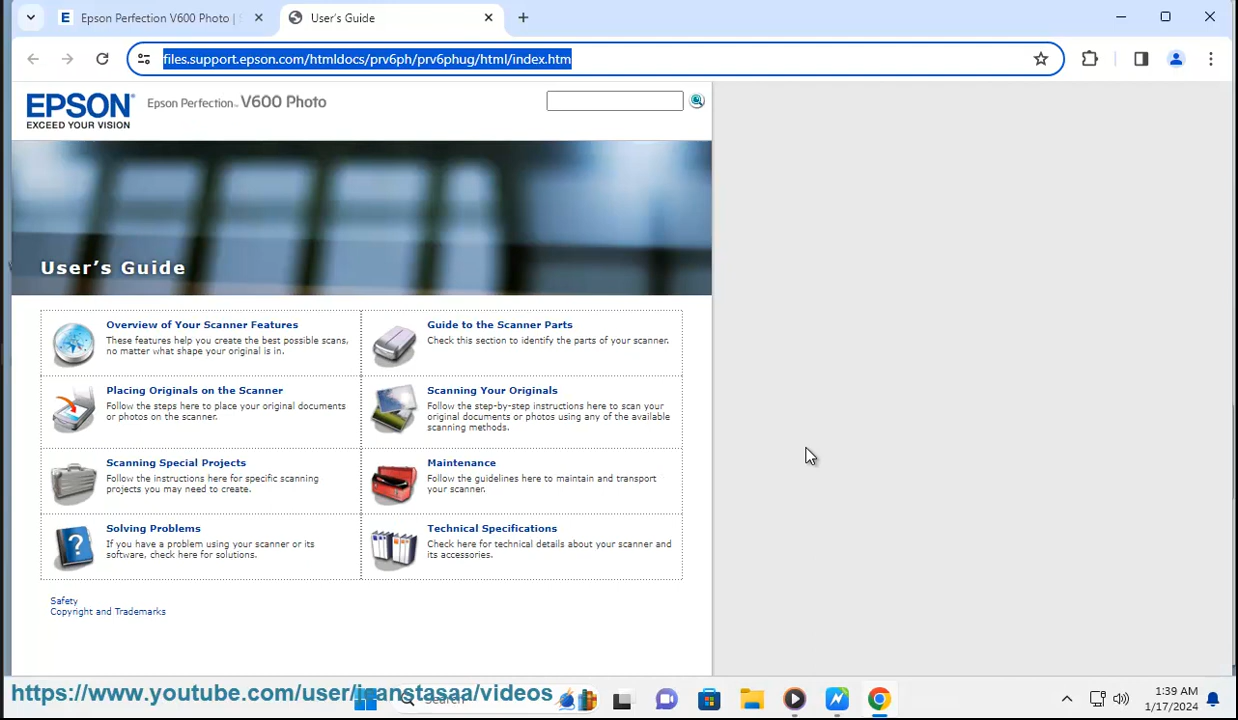 E Epson Perfection V600 Photo |
User's Guide
files.support.epson.com/htmldocs/prv6ph/prv6phug/html/index.htm
EPSON
EXCEED YOUR VISION
Epson Perfection™ V600 Photo
User's Guide
Overview of Your Scanner Features
These features help you create the best possible scans,
no matter what shape your original is in.
Guide to the Scanner Parts
Check this section to identify the parts of your scanner.
Placing Originals on the Scanner
Follow the steps here to place your original documents
or photos on the scanner.
Scanning Your Originals
Follow the step-by-step instructions here to scan your
original documents or photos using any of the available
scanning methods.
Scanning Special Projects
Follow the instructions here for specific scanning
projects you may need to create.
Maintenance
Follow the guidelines here to maintain and transport
your scanner.
Solving Problems
If you have a problem using your scanner or its
software, check here for solutions.
Technical Specifications
Check here for technical details about your scanner and
its accessories.
Safety
Copyright and Trademarks
https://www.youtube.com/user/jeanstasaa/videos
Search
1:39 AM
1/17/2024